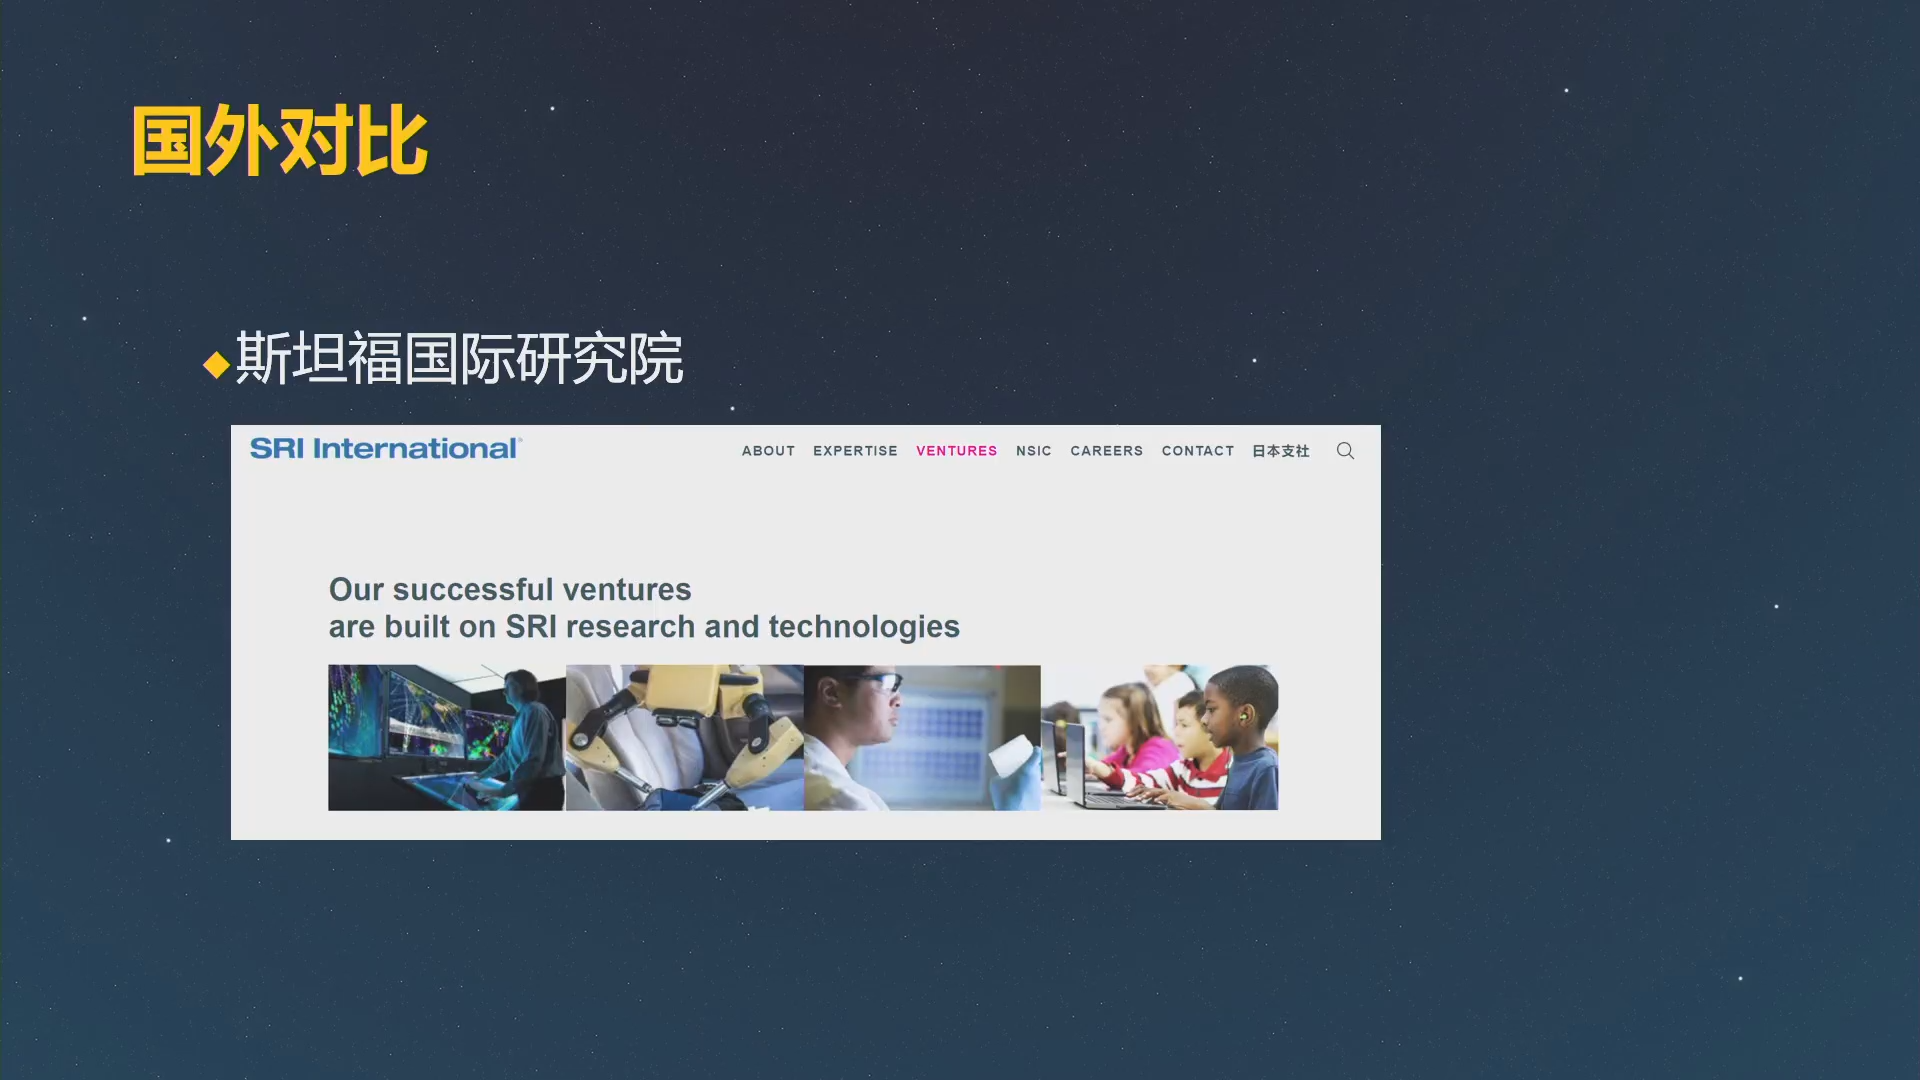 国外对比
斯坦福国际研究院
SRI International®
ABOUT EXPERTISE VENTURES NSIC CAREERS CONTACT 日本支社
Our successful ventures
are built on SRI research and technologies